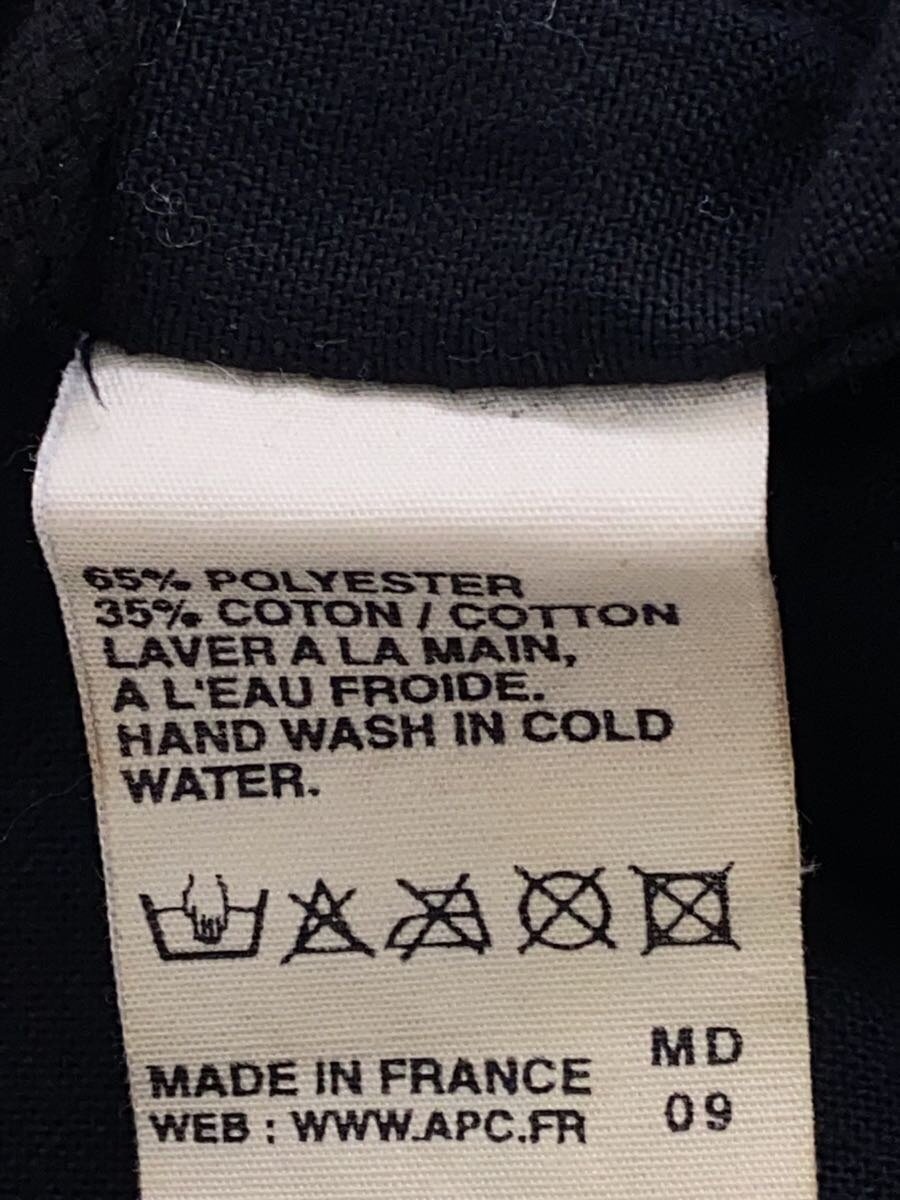 65% POLYESTER
35% COTON / COTTON
LAVER A LA MAIN,
A L'EAU FROIDE.
HAND WASH IN COLD
WATER.
MADE IN FRANCE MD
WEB : WWW.APC.FR 09